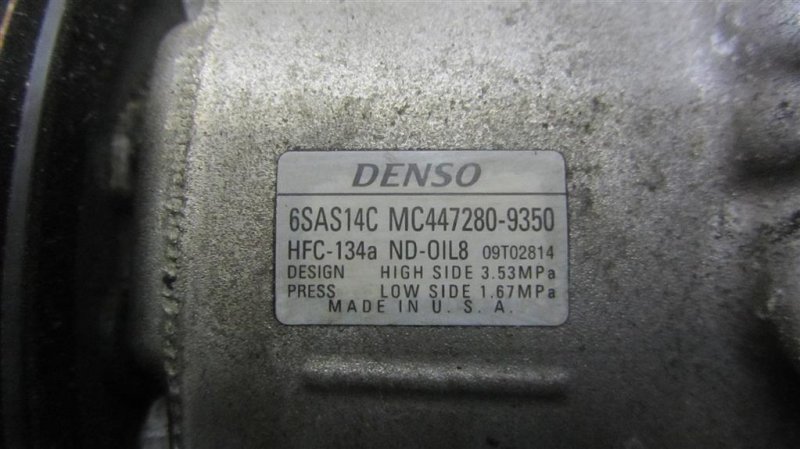 DENSO
6SAS14C MC447280-9350
HFC-134a ND-OIL8 09T02814
DESIGN HIGH SIDE 3.53MPa
PRESS LOW SIDE 1.67MPa
MADE IN U. S. A.